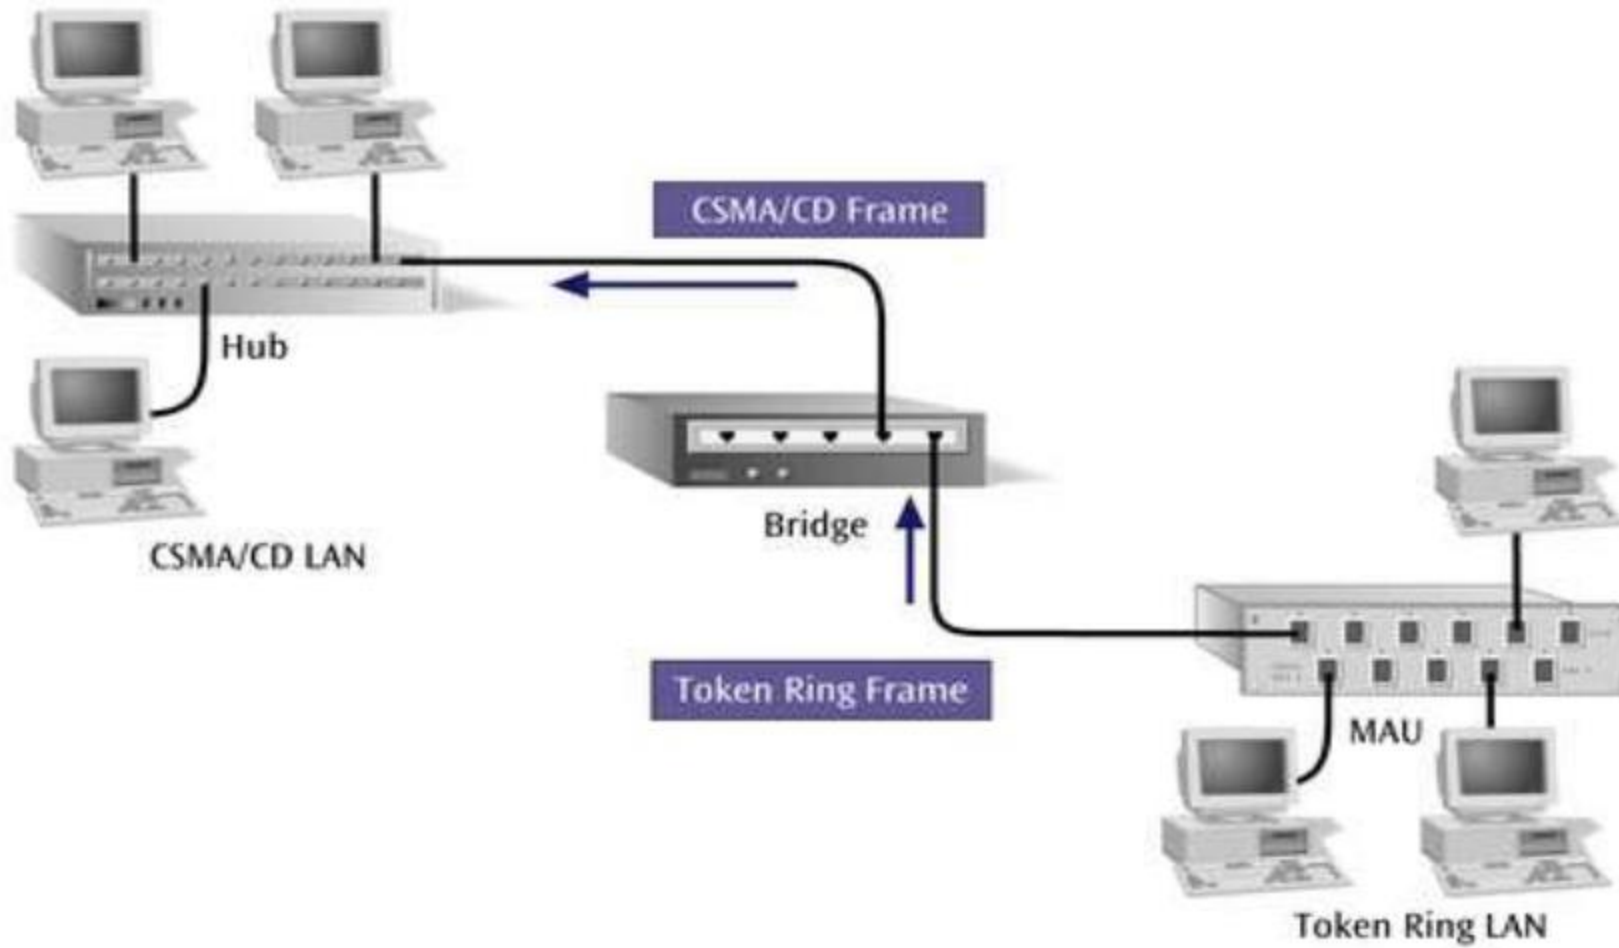 CSMA/CD Frame
Hub
Bridge
CSMA/CD LAN
Token Ring Frame
MAU
Token Ring LAN